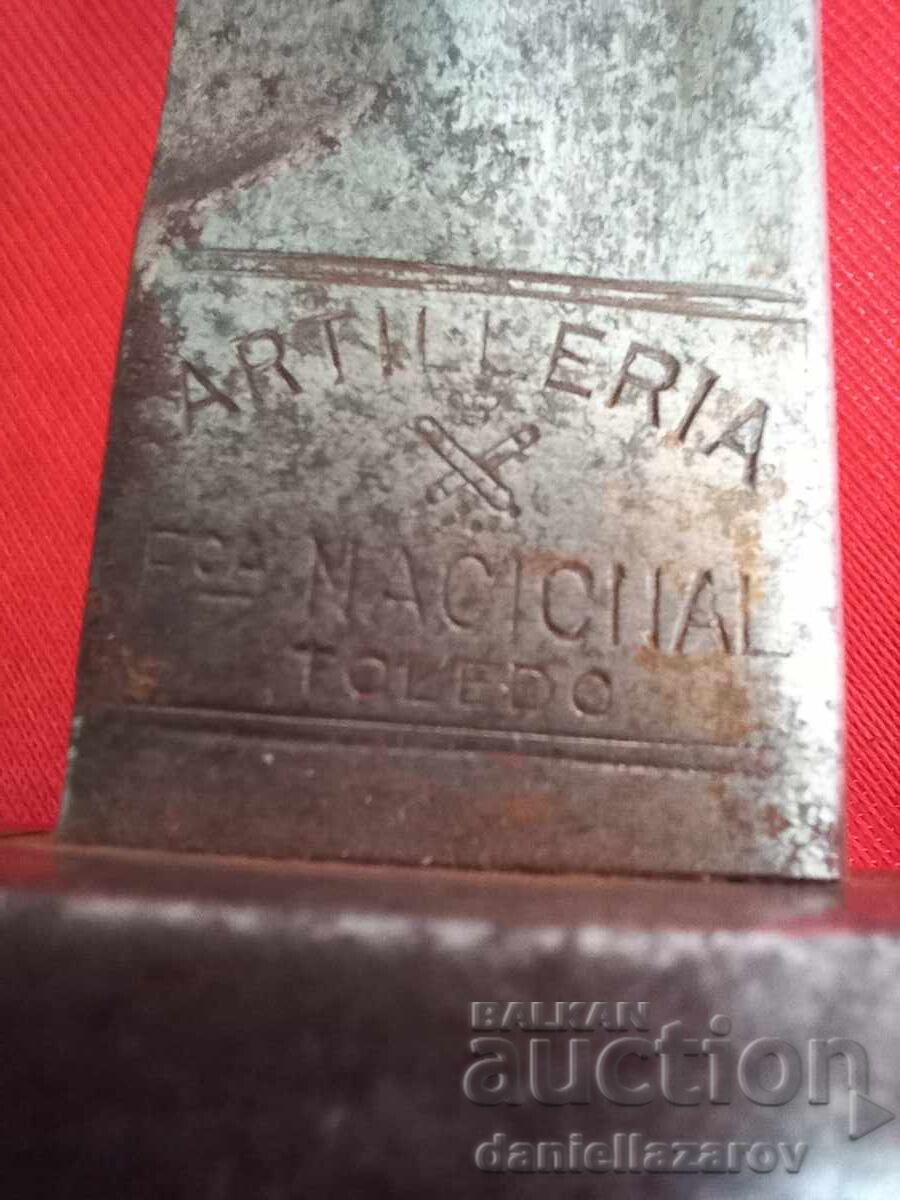 ARTILLERIA
Fca NACIONAL
TOLEDO
BALKAN
auction
daniellazarov